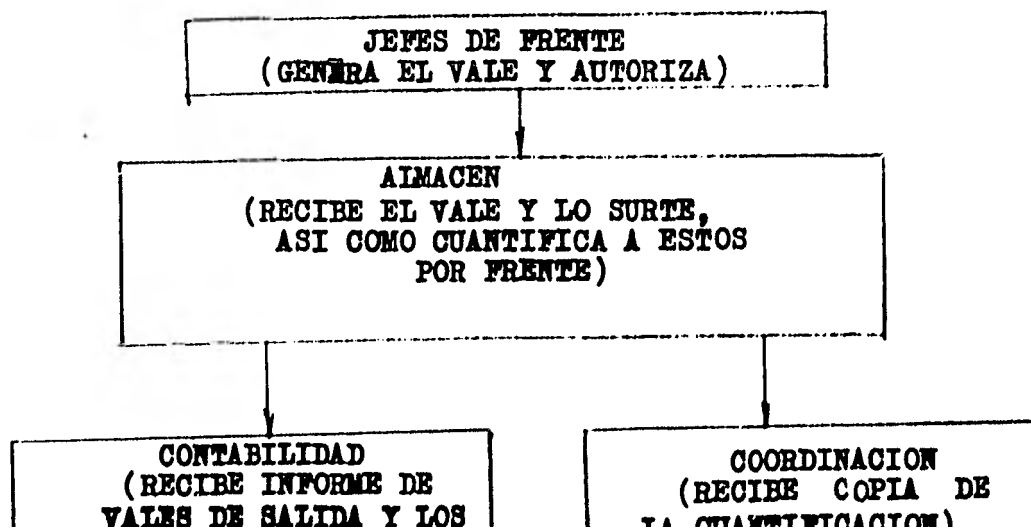 JEFES DE FRENTE
(GENERA EL VALE Y AUTORIZA)
ALMACEN
(RECIBE EL VALE Y LO SURTE,
ASI COMO CUANTIFICA A ESTOS
POR FRENTE)
CONTABILIDAD
(RECIBE INFORME DE
VALES DE SALIDA Y LOS
COORDINACION
(RECIBE COPIA DE
LA CUANTIFICACION)